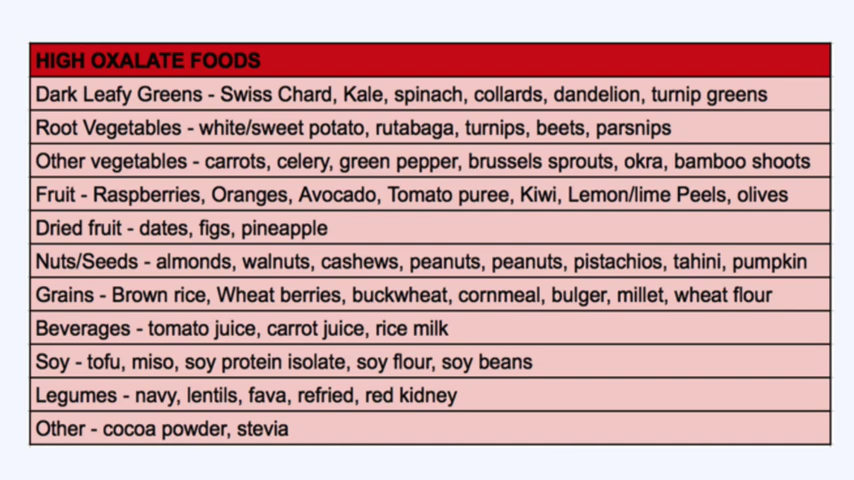 HIGH OXALATE FOODS
Dark Leafy Greens - Swiss Chard, Kale, spinach, collards, dandelion, turnip greens
Root Vegetables - white/sweet potato, rutabaga, turnips, beets, parsnips
Other vegetables - carrots, celery, green pepper, brussels sprouts, okra, bamboo shoots
Fruit - Raspberries, Oranges, Avocado, Tomato puree, Kiwi, Lemon/lime Peels, olives
Dried fruit - dates, figs, pineapple
Nuts/Seeds - almonds, walnuts, cashews, peanuts, peanuts, pistachios, tahini, pumpkin
Grains - Brown rice, Wheat berries, buckwheat, cornmeal, bulger, millet, wheat flour
Beverages - tomato juice, carrot juice, rice milk
Soy - tofu, miso, soy protein isolate, soy flour, soy beans
Legumes - navy, lentils, fava, refried, red kidney
Other - cocoa powder, stevia